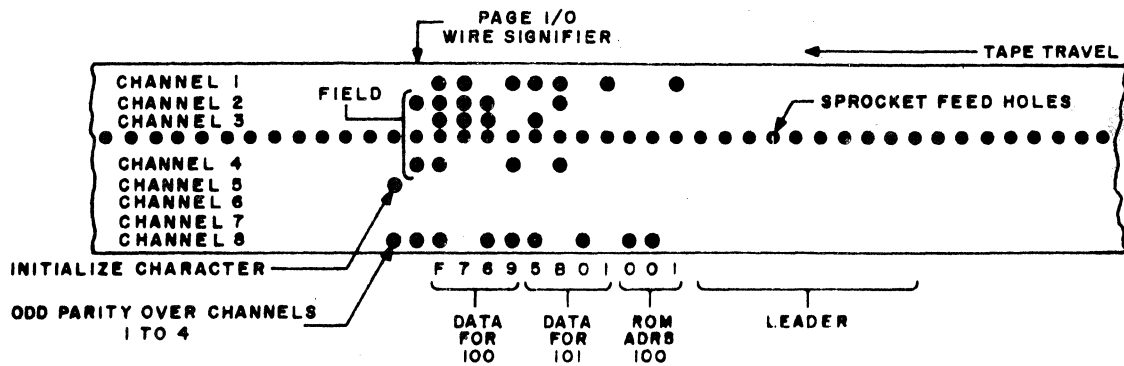 PAGE I/O
WIRE SIGNIFIER
TAPE TRAVEL
CHANNEL 1
CHANNEL 2
CHANNEL 3
FIELD
SPROCKET FEED HOLES
CHANNEL 4
CHANNEL 5
CHANNEL 6
CHANNEL 7
CHANNEL 8
INITIALIZE CHARACTER
F 7 6 9 5 8 0 1 0 0 1
ODD PARITY OVER CHANNELS
1 TO 4
DATA
FOR
100
DATA
FOR
101
ROM
ADRS
100
LEADER